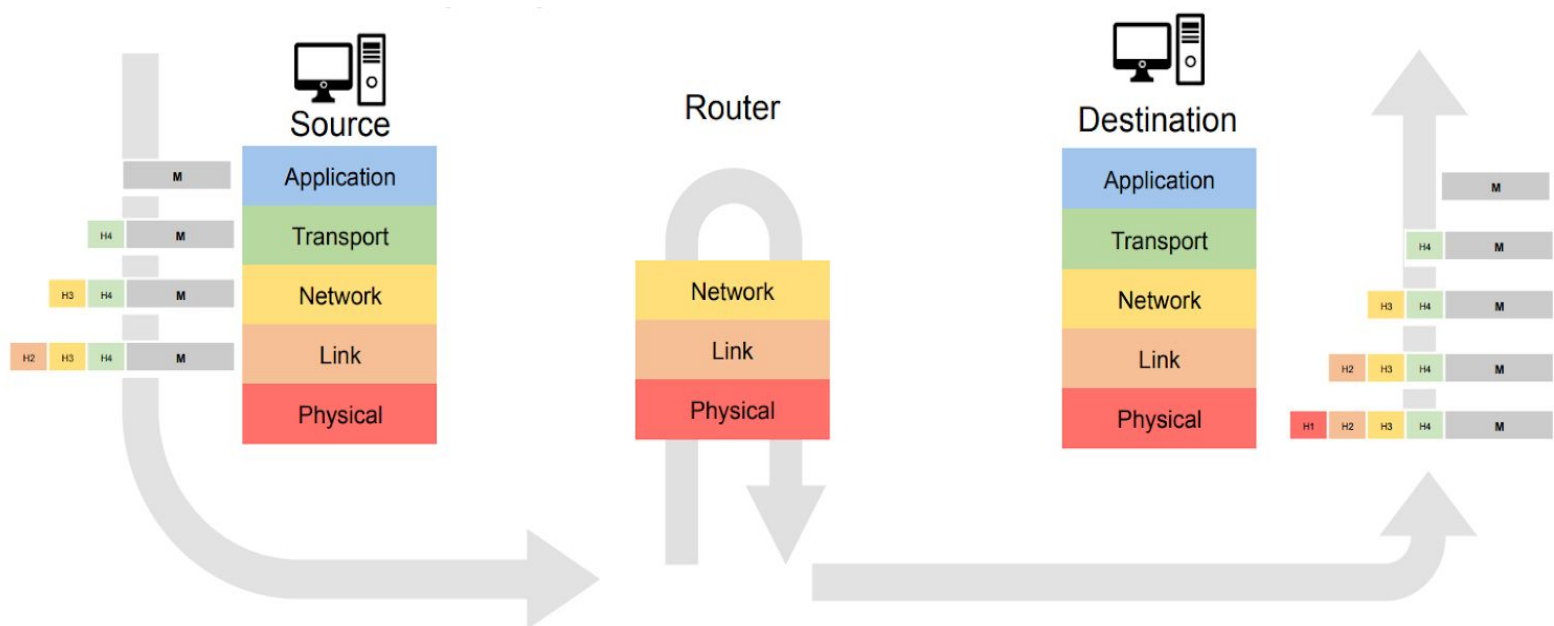 Source
Router
Destination
M
Application
H4 M
Transport
H3 H4 M
Network
H2 H3 H4 M
Link
Physical
Network
Link
Physical
Application
M
Transport
H4 M
Network
H3 H4 M
Link
H2 H3 H4 M
Physical
H1 H2 H3 H4 M